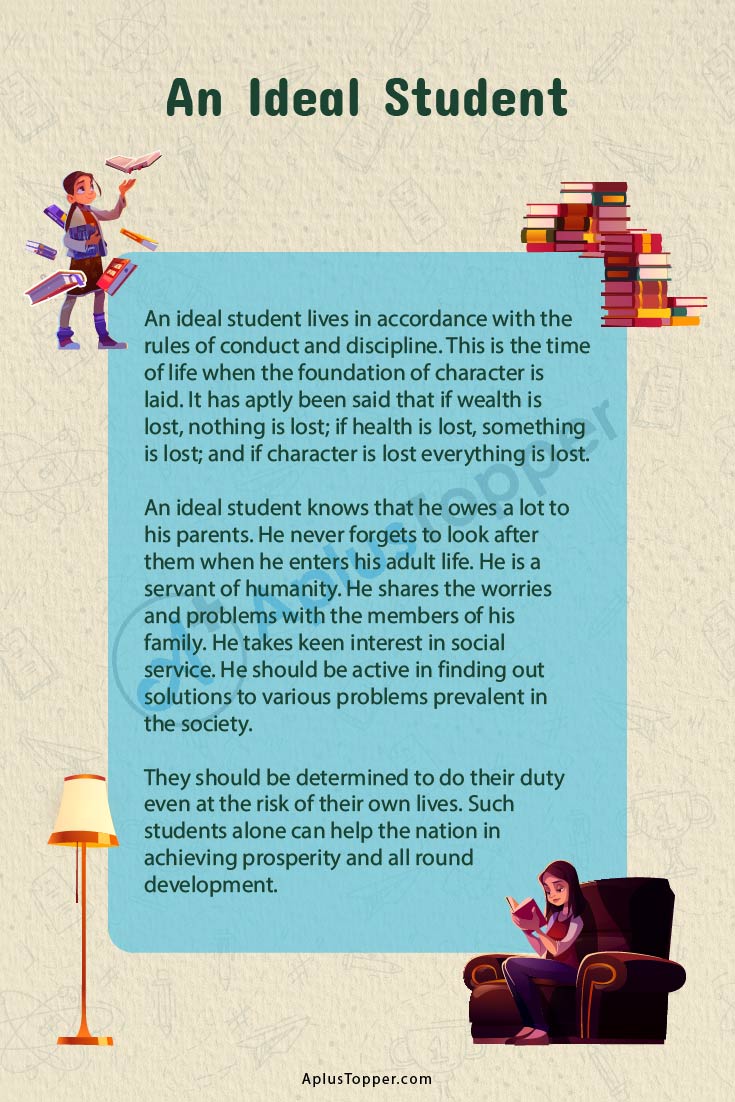 An Ideal Student
An ideal student lives in accordance with the
rules of conduct and discipline. This is the time
of life when the foundation of character is
laid. It has aptly been said that if wealth is
lost, nothing is lost; if health is lost, something
is lost; and if character is lost everything is lost.
An ideal student knows that he owes a lot to
his parents. He never forgets to look after
them when he enters his adult life. He is a
servant of humanity. He shares the worries
and problems with the members of his
family. He takes keen interest in social
service. He should be active in finding out
solutions to various problems prevalent in
the society.
They should be determined to do their duty
even at the risk of their own lives. Such
students alone can help the nation in
achieving prosperity and all round
development.
AplusTopper
A+
AplusTopper.com